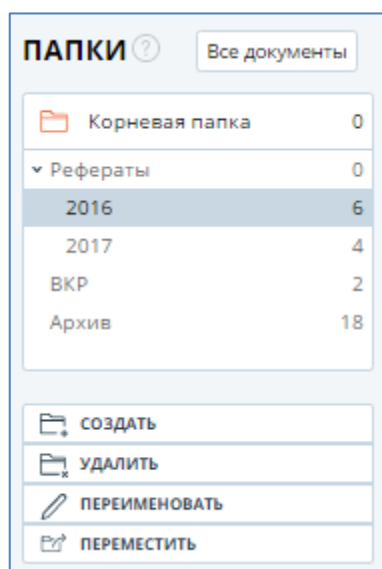 ПАПКИ ? Все документы
Корневая папка 0
Рефераты 0
2016 6
2017 4
ВКР 2
Архив 18
СОЗДАТЬ
УДАЛИТЬ
ПЕРЕИМЕНОВАТЬ
ПЕРЕМЕСТИТЬ